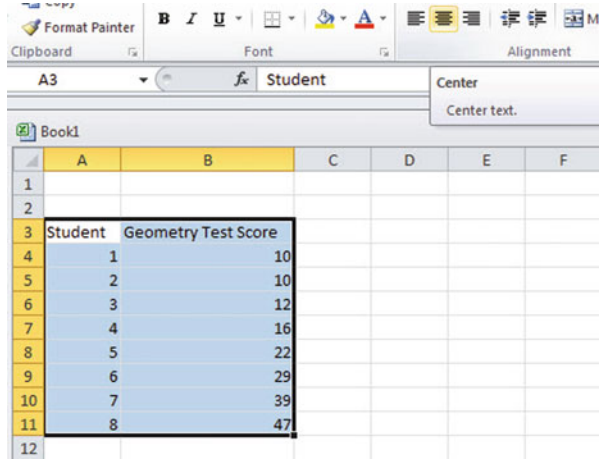 Copy
Format Painter
B I U A M
Clipboard Font Alignment
A3 fx Student
Center
Center text.
Book1
A B C D E F
1
2
3 Student Geometry Test Score
4 1 10
5 2 10
6 3 12
7 4 16
8 5 22
9 6 29
10 7 39
11 8 47
12